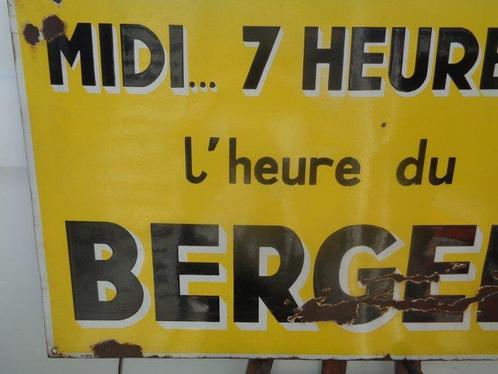 MIDI... 7 HEURE
l'heure du
BERGE